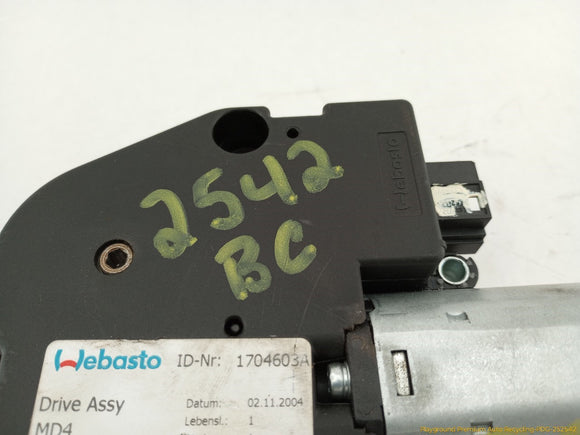 2542
BC
Webasto
Webasto ID-Nr: 1704603A
Drive Assy Datum: 02.11.2004
MD4 Lebensl.: 1